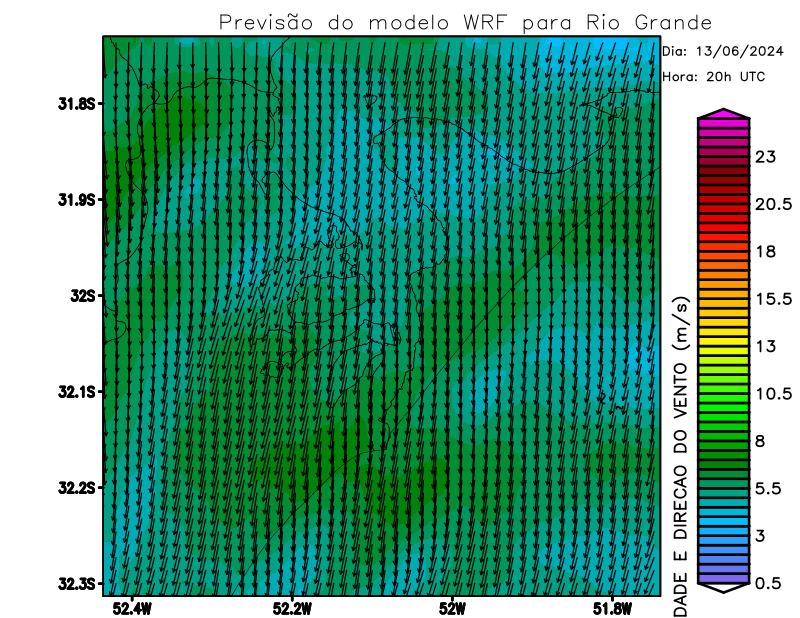 Previsão do modelo WRF para Rio Grande
Dia: 13/06/2024
Hora: 20h UTC
31.8S
31.9S
32S
32.1S
32.2S
32.3S
52.4W
52.2W
52W
51.8W
23
20.5
18
15.5
13
10.5
8
5.5
3
0.5
DADE E DIRECAO DO VENTO (m/s)